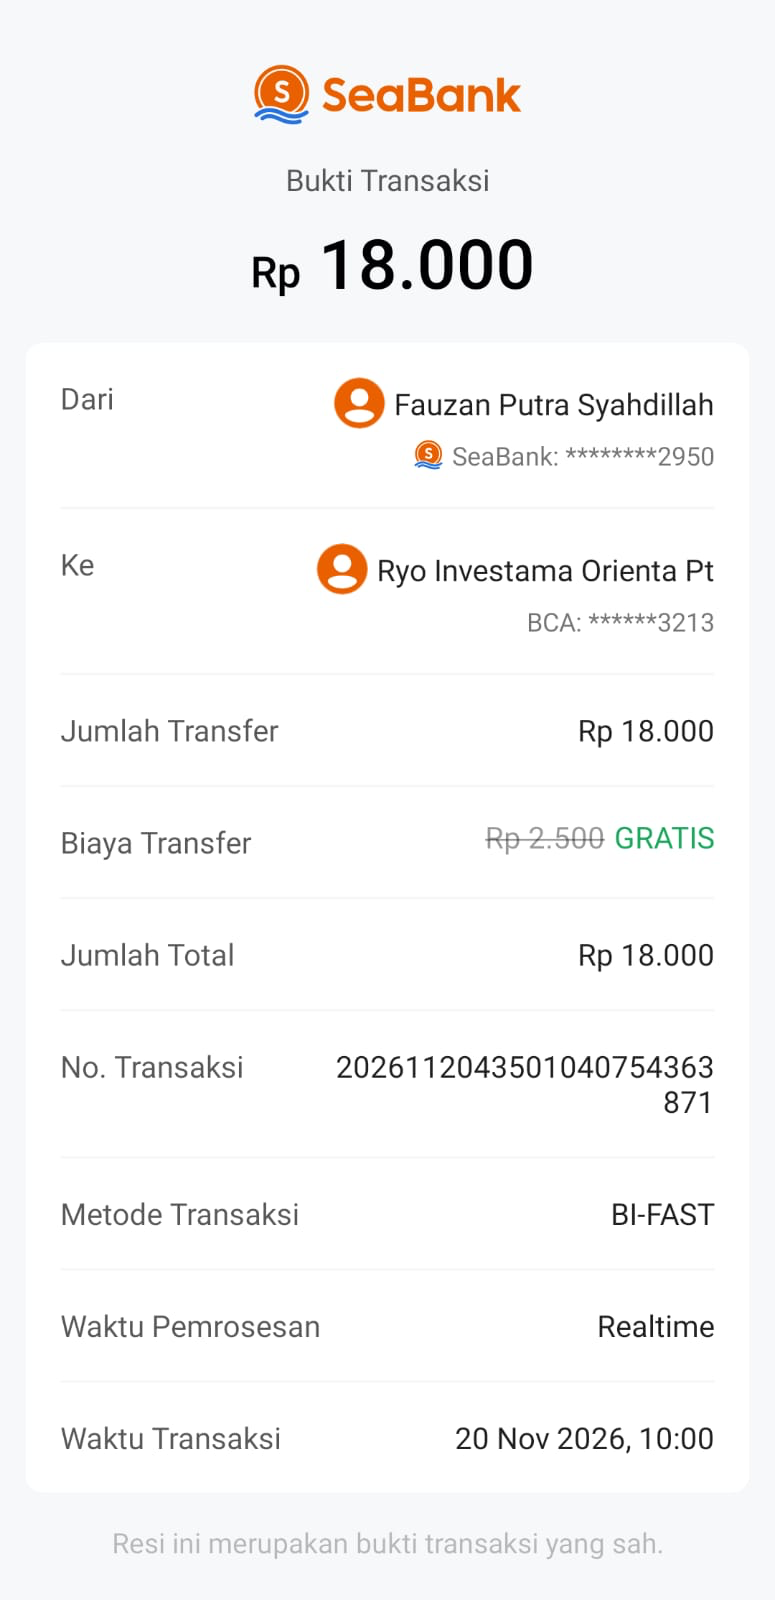 SeaBank
Bukti Transaksi
Rp 18.000
Dari
Fauzan Putra Syahdillah
SeaBank: ********2950
Ke
Ryo Investama Orienta Pt
BCA: ******3213
Jumlah Transfer
Rp 18.000
Biaya Transfer
Rp 2.500 GRATIS
Jumlah Total
Rp 18.000
No. Transaksi
2026112043501040754363
871
Metode Transaksi
BI-FAST
Waktu Pemrosesan
Realtime
Waktu Transaksi
20 Nov 2026, 10:00
Resi ini merupakan bukti transaksi yang sah.